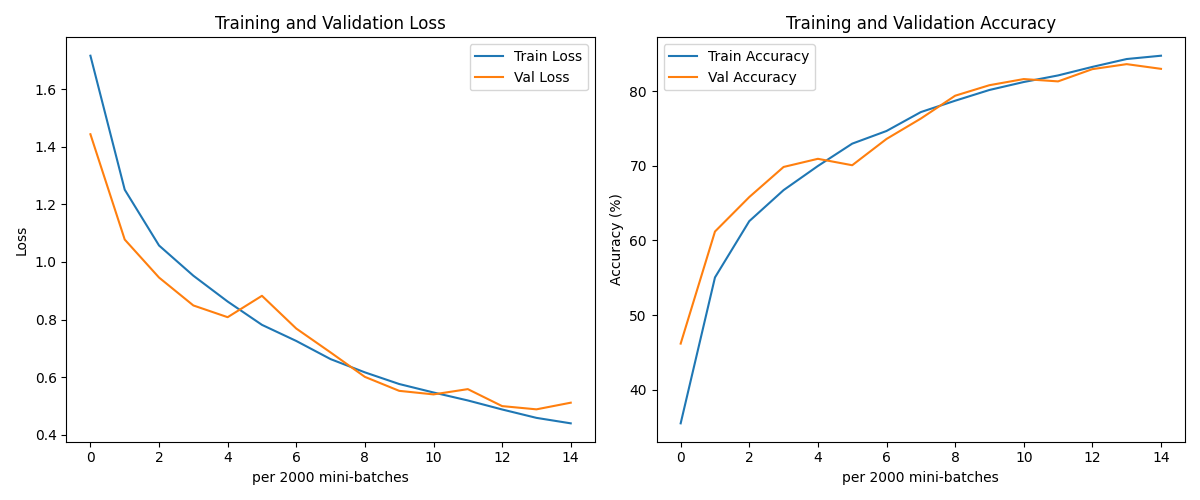 Training and Validation Loss
Train Loss
Val Loss
1.6
1.4
1.2
1.0
0.8
0.6
0.4
Loss
0 2 4 6 8 10 12 14
per 2000 mini-batches
Training and Validation Accuracy
Train Accuracy
Val Accuracy
80
70
60
50
40
Accuracy (%)
0 2 4 6 8 10 12 14
per 2000 mini-batches